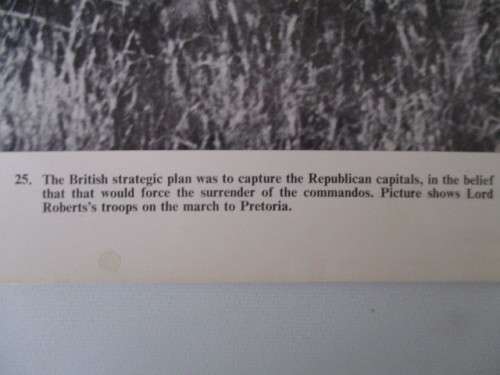 25. The British strategic plan was to capture the Republican capitals, in the belief
that that would force the surrender of the commandos. Picture shows Lord
Roberts's troops on the march to Pretoria.